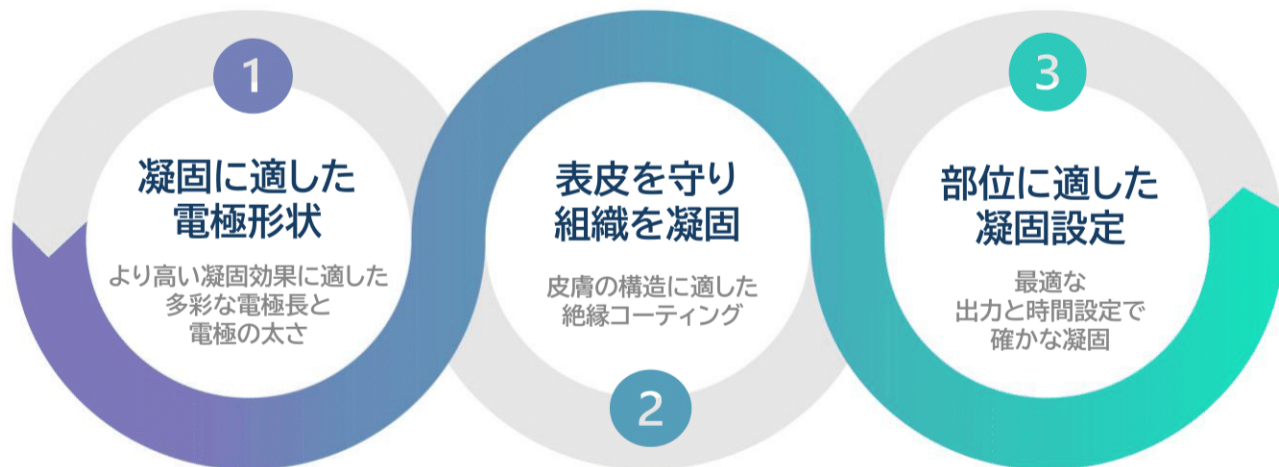 1
凝固に適した
電極形状
より高い凝固効果に適した
多彩な電極長と
電極の太さ
表皮を守り
組織を凝固
皮膚の構造に適した
絶縁コーティング
2
3
部位に適した
凝固設定
最適な
出力と時間設定で
確かな凝固